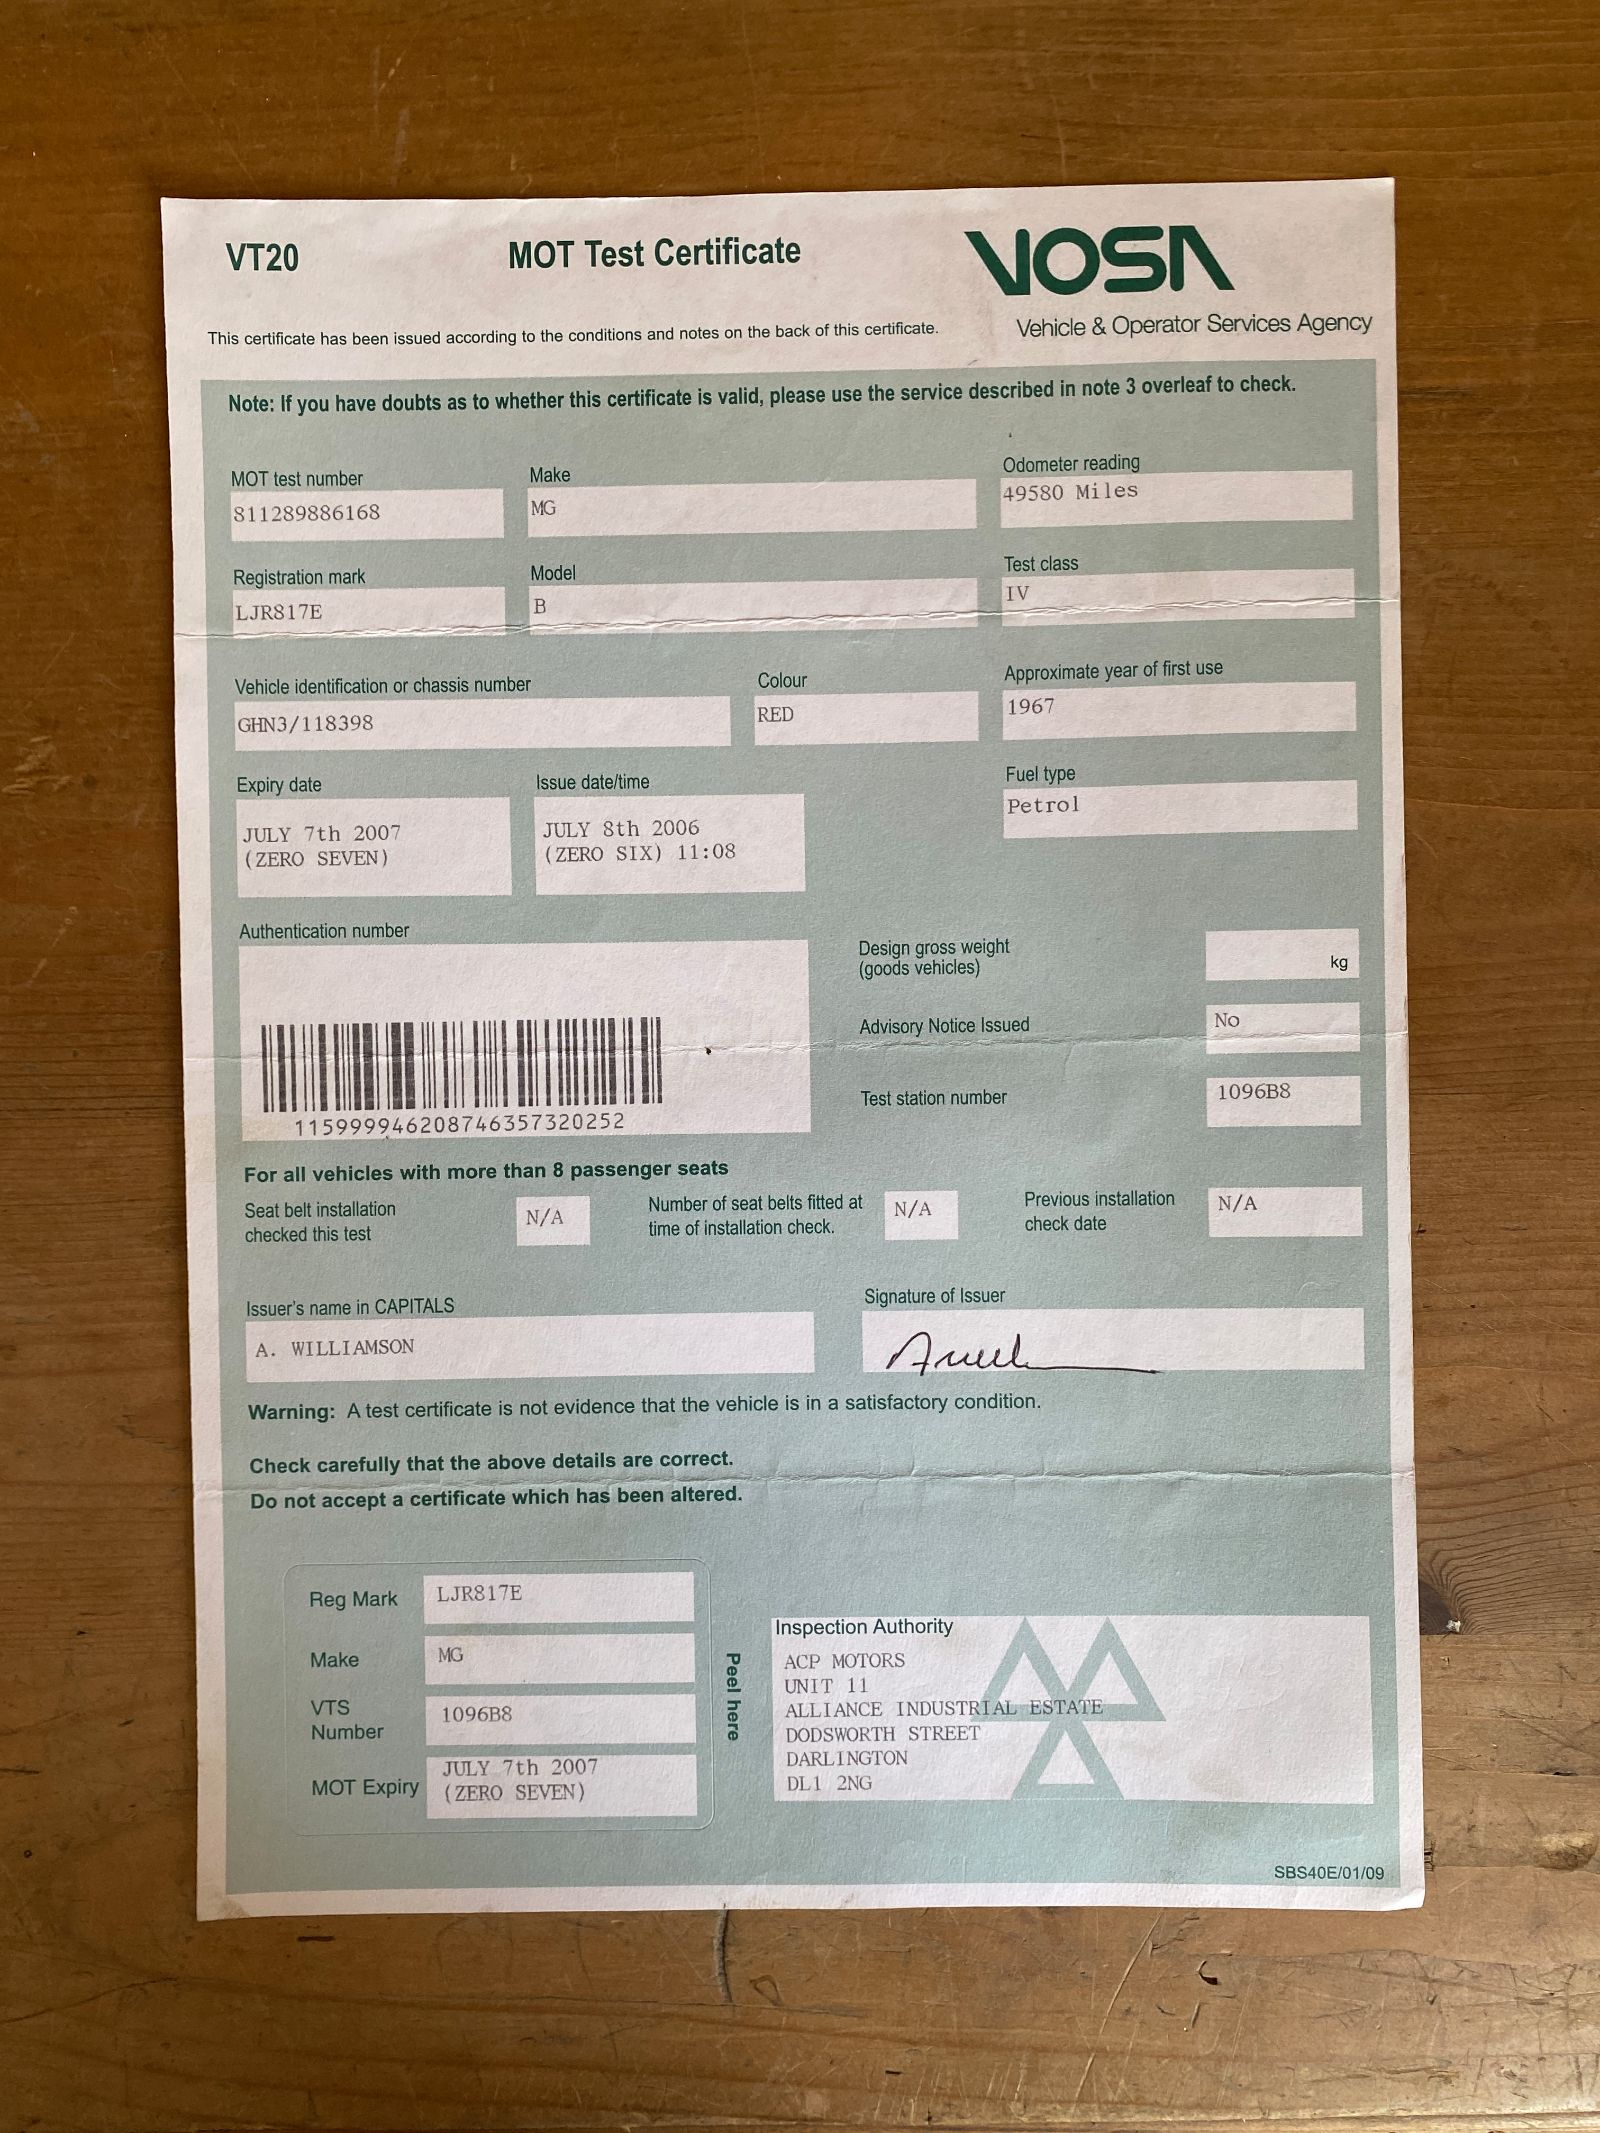 VT20
MOT Test Certificate
VOSA
Vehicle & Operator Services Agency
This certificate has been issued according to the conditions and notes on the back of this certificate.
Note: If you have doubts as to whether this certificate is valid, please use the service described in note 3 overleaf to check.
MOT test number
811289886168
Make
MG
Odometer reading
49580 Miles
Registration mark
LJR817E
Model
B
Test class
IV
Vehicle identification or chassis number
GHN3/118398
Colour
RED
Approximate year of first use
1967
Expiry date
JULY 7th 2007
(ZERO SEVEN)
Issue date/time
JULY 8th 2006
(ZERO SIX) 11:08
Fuel type
Petrol
Authentication number
115999946208746357320252
Design gross weight
(goods vehicles)
kg
Advisory Notice Issued
No
Test station number
1096B8
For all vehicles with more than 8 passenger seats
Seat belt installation
checked this test
N/A
Number of seat belts fitted at
time of installation check.
N/A
Previous installation
check date
N/A
Issuer's name in CAPITALS
A. WILLIAMSON
Signature of Issuer
Warning: A test certificate is not evidence that the vehicle is in a satisfactory condition.
Check carefully that the above details are correct.
Do not accept a certificate which has been altered.
Reg Mark
LJR817E
Make
MG
VTS
Number
1096B8
MOT Expiry
JULY 7th 2007
(ZERO SEVEN)
Peel here
Inspection Authority
ACP MOTORS
UNIT 11
ALLIANCE INDUSTRIAL ESTATE
DODSWORTH STREET
DARLINGTON
DL1 2NG
SBS40E/01/09